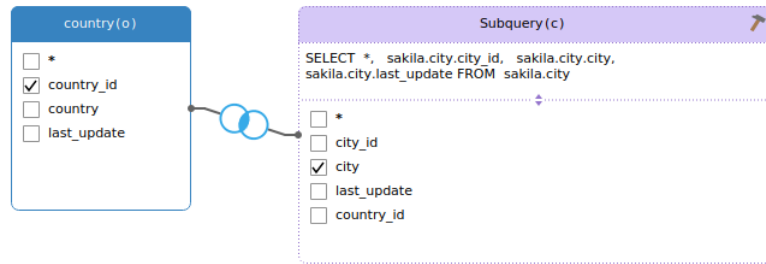 country(o)
*
country_id
country
last_update
Subquery(c)
SELECT *, sakila.city.city_id, sakila.city.city,
sakila.city.last_update FROM sakila.city
*
city_id
city
last_update
country_id